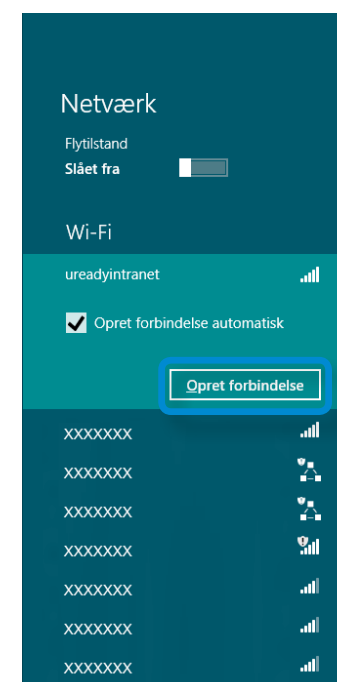 Netværk
Flytilstand
Slået fra
Wi-Fi
ureadyintranet
Opret forbindelse automatisk
Opret forbindelse
XXXXXXX
XXXXXXX
XXXXXXX
XXXXXXX
XXXXXXX
XXXXXXX
XXXXXXX